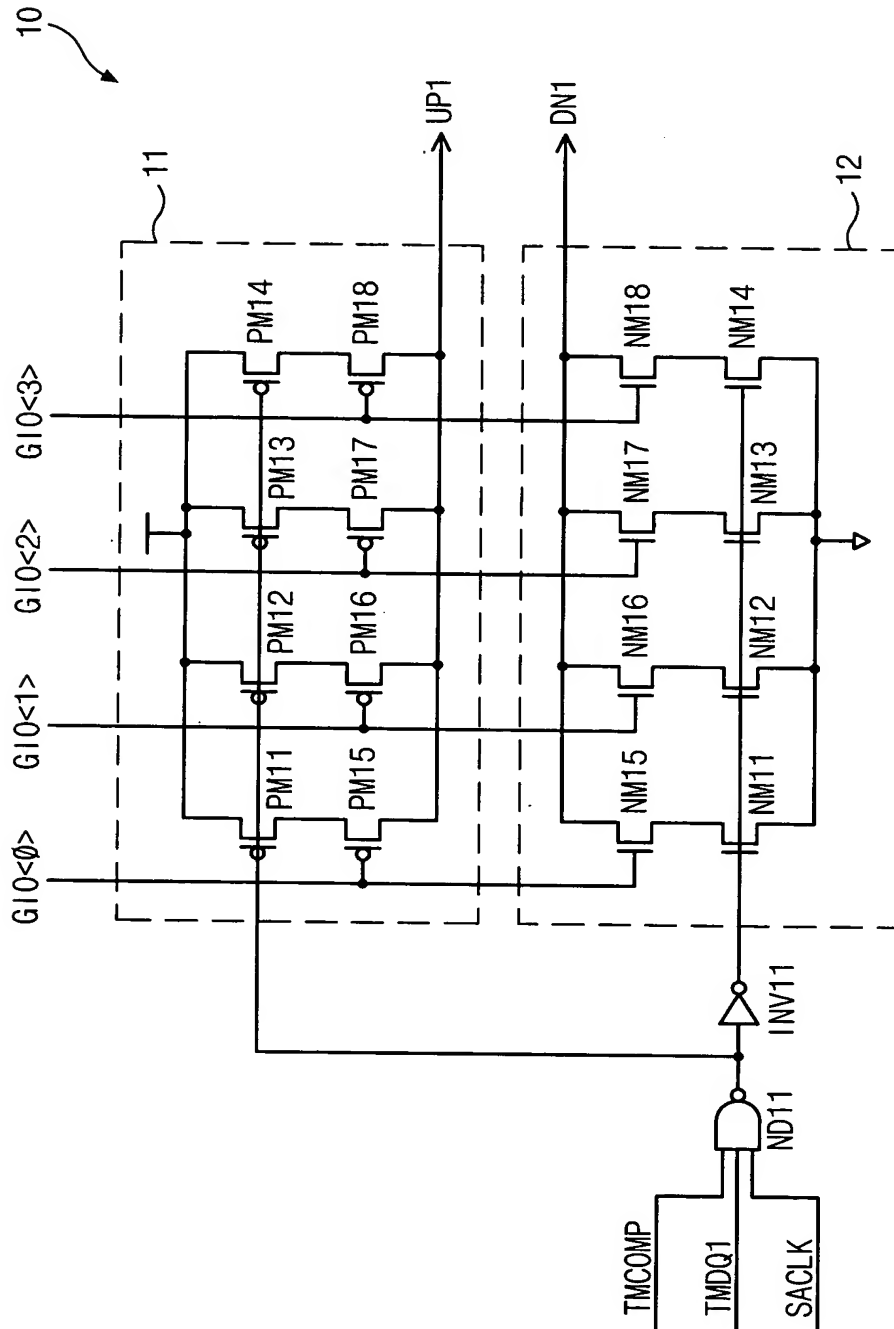 10
GIO<0>
GIO<1>
GIO<2>
GIO<3>
11
PM11
PM12
PM13
PM14
PM15
PM16
PM17
PM18
UP1
DN1
12
NM15
NM16
NM17
NM18
NM11
NM12
NM13
NM14
TMCOMP
TMDQ1
SACLK
ND11
INV11